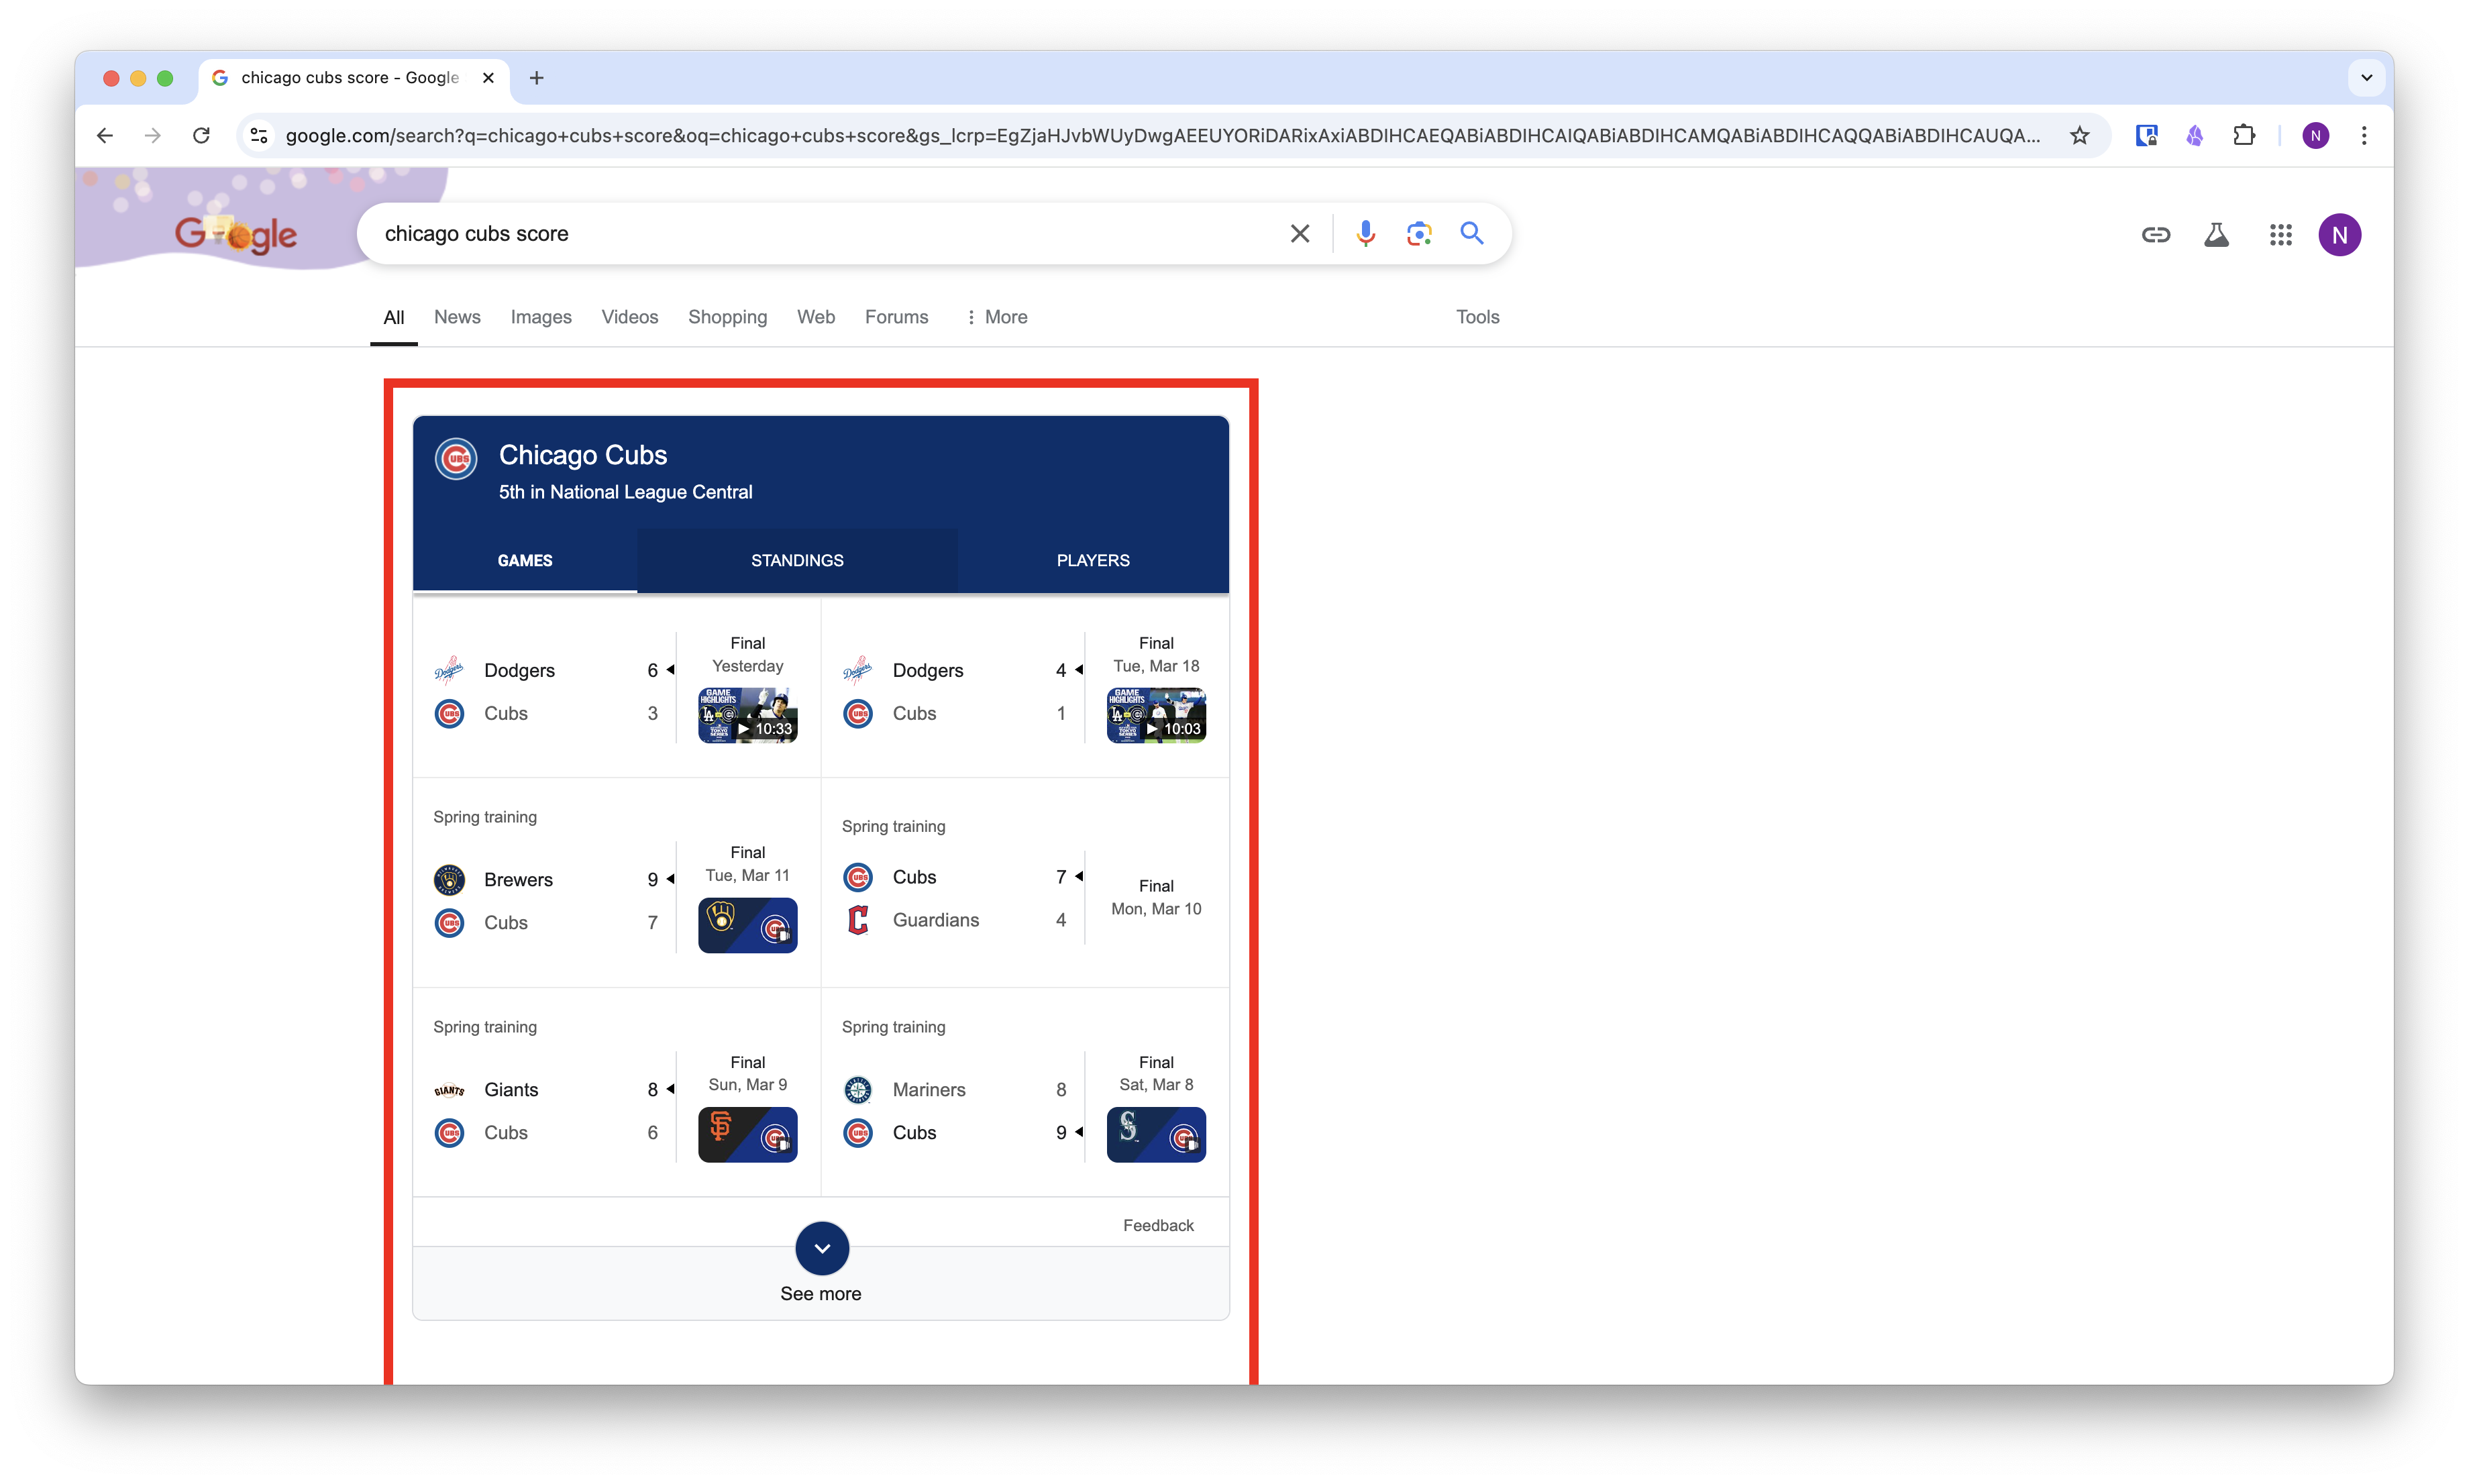 chicago cubs score - Google
google.com/search?q=chicago+cubs+score&oq=chicago+cubs+score&gs_lcrp=EgZjaHJvbWUyDwgAEEUYORiDARixAxiABDIHCAEQABiABDIHCAIQABiABDIHCAMQABiABDIHCAQQABiABDIHCAUQA...
N
Google
chicago cubs score
N
All News Images Videos Shopping Web Forums More Tools
Chicago Cubs
5th in National League Central
GAMES STANDINGS PLAYERS
Dodgers 6
Cubs 3
Final
Yesterday
GAME HIGHLIGHTS
10:33
Dodgers 4
Cubs 1
Final
Tue, Mar 18
GAME HIGHLIGHTS
10:03
Spring training
Brewers 9
Cubs 7
Final
Tue, Mar 11
Spring training
Cubs 7
Guardians 4
Final
Mon, Mar 10
Spring training
Giants 8
Cubs 6
Final
Sun, Mar 9
Spring training
Mariners 8
Cubs 9
Final
Sat, Mar 8
Feedback
See more